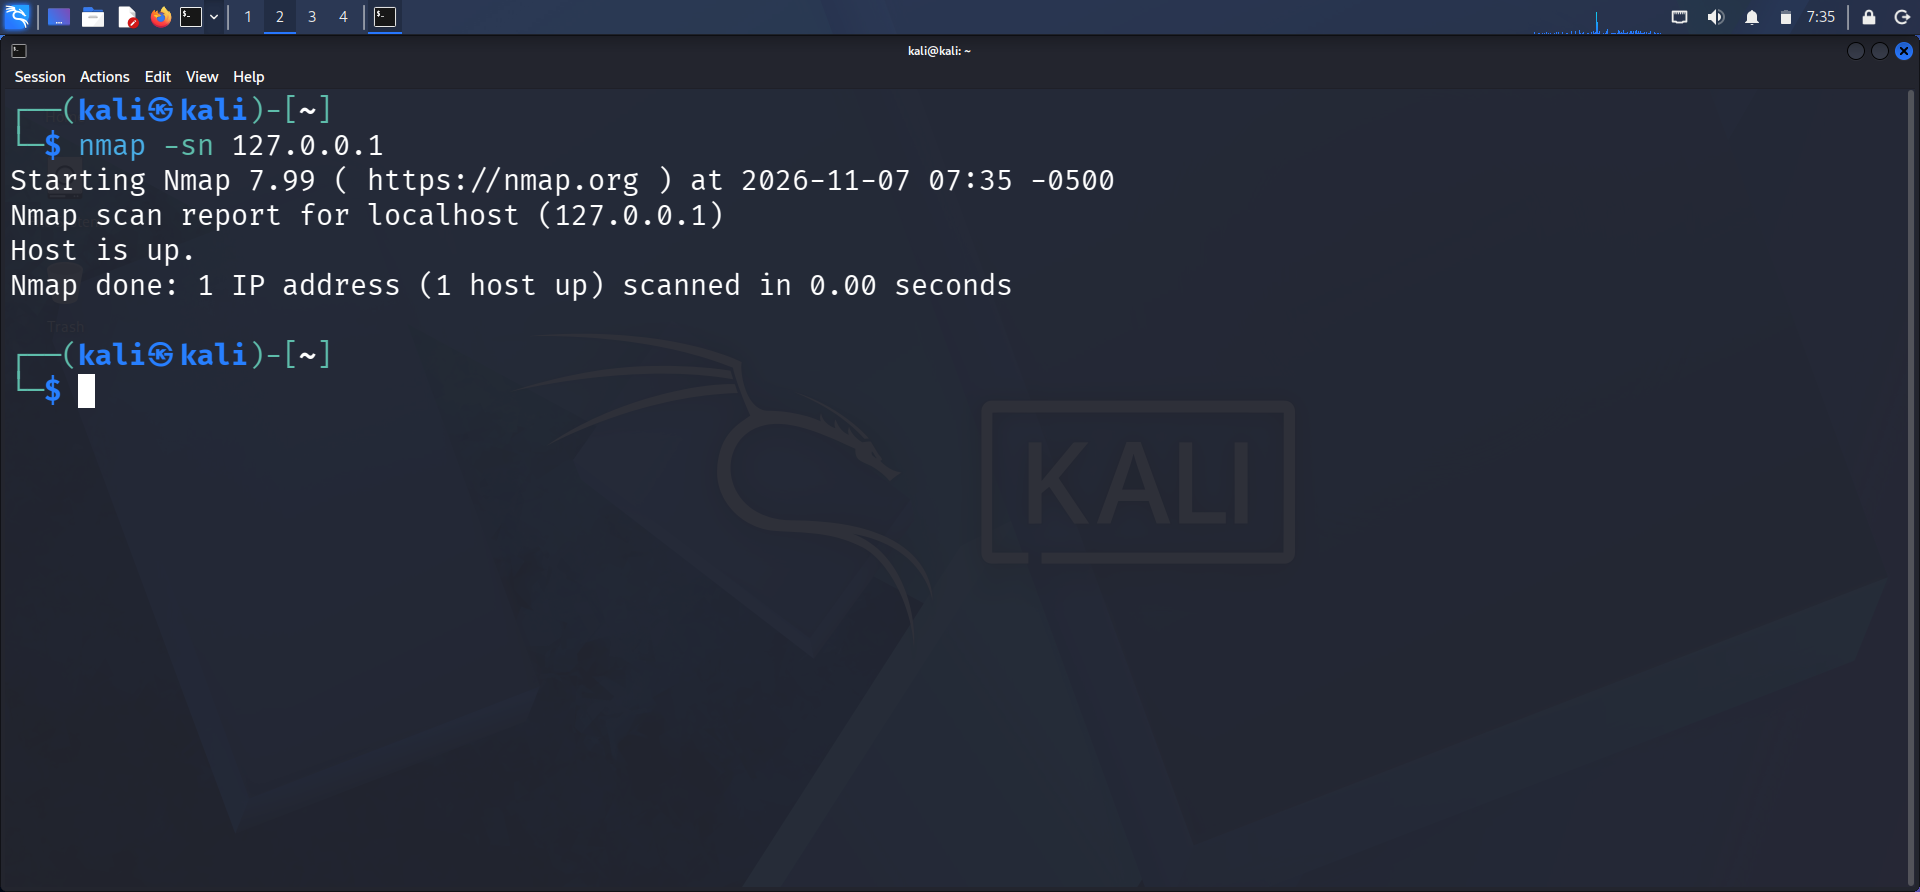 1 2 3 4 7:35
kali@kali: ~
Session Actions Edit View Help
┌──(kali㉿kali)-[~]
└─$ nmap -sn 127.0.0.1
Starting Nmap 7.99 ( https://nmap.org ) at 2026-11-07 07:35 -0500
Nmap scan report for localhost (127.0.0.1)
Host is up.
Nmap done: 1 IP address (1 host up) scanned in 0.00 seconds
Trash
┌──(kali㉿kali)-[~]
└─$
KALI